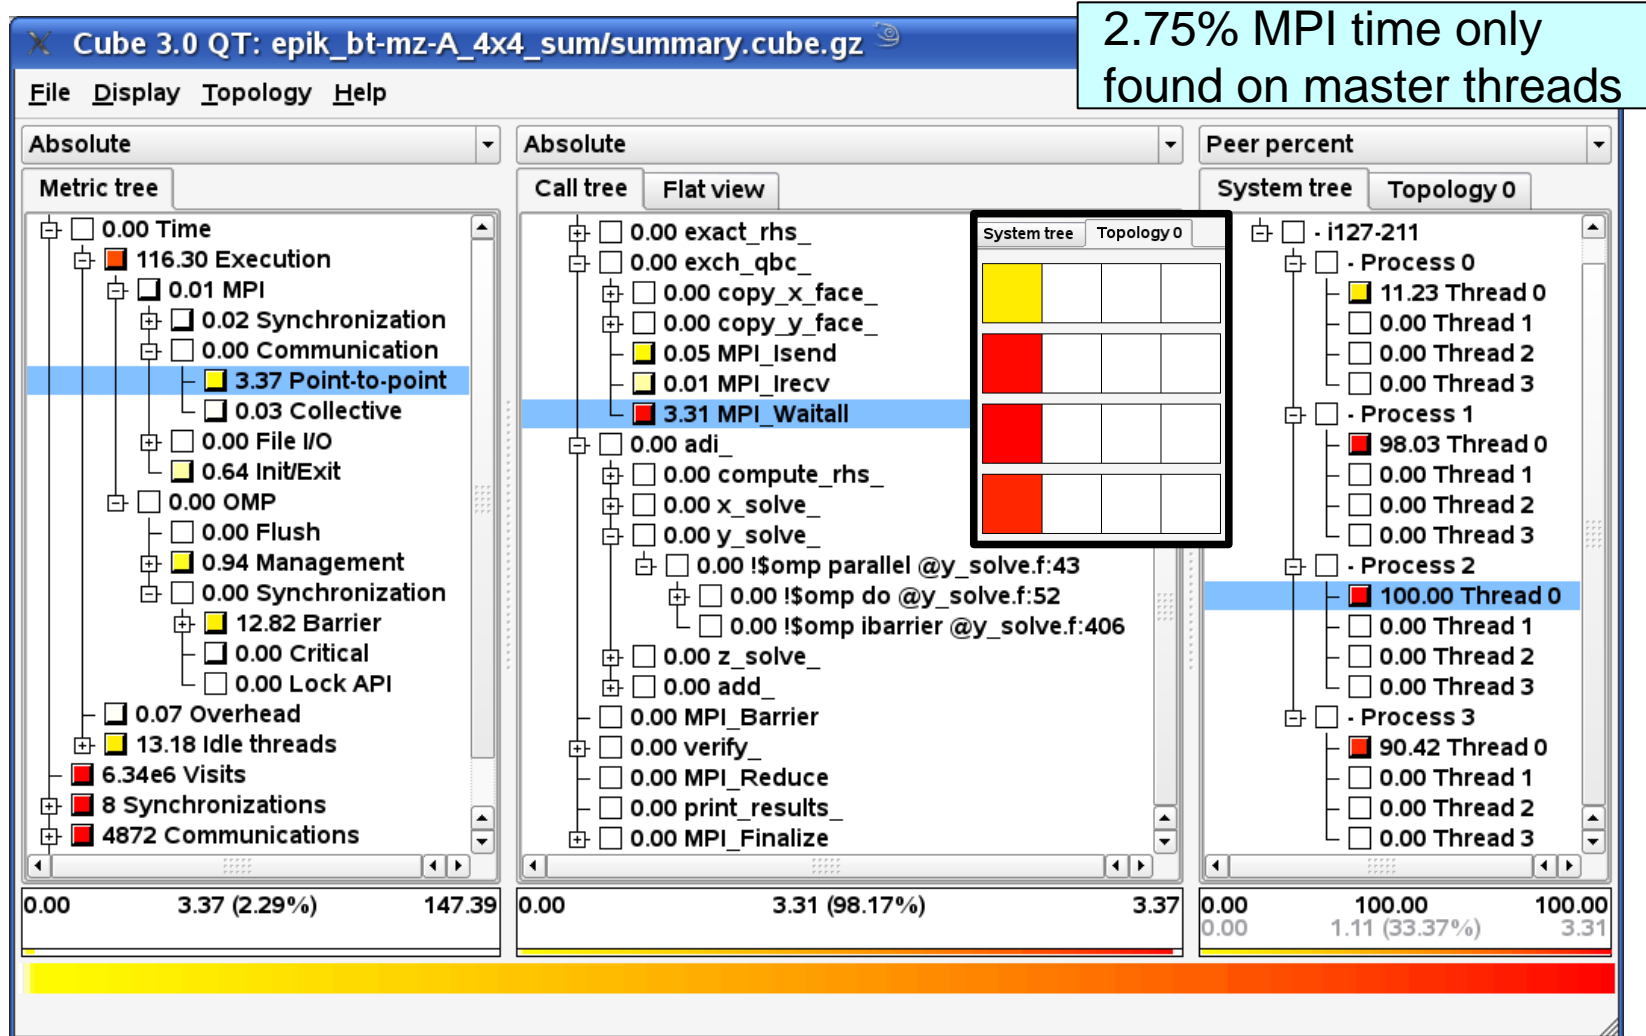 Cube 3.0 QT: epik_bt-mz-A_4x4_sum/summary.cube.gz
2.75% MPI time only
found on master threads
File Display Topology Help
Absolute
Metric tree
0.00 Time
116.30 Execution
0.01 MPI
0.02 Synchronization
0.00 Communication
3.37 Point-to-point
0.03 Collective
0.00 File I/O
0.64 Init/Exit
0.00 OMP
0.00 Flush
0.94 Management
0.00 Synchronization
12.82 Barrier
0.00 Critical
0.00 Lock API
0.07 Overhead
13.18 Idle threads
6.34e6 Visits
8 Synchronizations
4872 Communications
0.00 3.37 (2.29%) 147.39
Absolute
Call tree Flat view
0.00 exact_rhs_
0.00 exch_qbc_
0.00 copy_x_face_
0.00 copy_y_face_
0.05 MPI_Isend
0.01 MPI_Irecv
3.31 MPI_Waitall
0.00 adi_
0.00 compute_rhs_
0.00 x_solve_
0.00 y_solve_
0.00 !$omp parallel @y_solve.f:43
0.00 !$omp do @y_solve.f:52
0.00 !$omp ibarrier @y_solve.f:406
0.00 z_solve_
0.00 add_
0.00 MPI_Barrier
0.00 verify_
0.00 MPI_Reduce
0.00 print_results_
0.00 MPI_Finalize
0.00 3.31 (98.17%) 3.37
System tree Topology 0
Peer percent
System tree Topology 0
- i127-211
- Process 0
11.23 Thread 0
0.00 Thread 1
0.00 Thread 2
0.00 Thread 3
- Process 1
98.03 Thread 0
0.00 Thread 1
0.00 Thread 2
0.00 Thread 3
- Process 2
100.00 Thread 0
0.00 Thread 1
0.00 Thread 2
0.00 Thread 3
- Process 3
90.42 Thread 0
0.00 Thread 1
0.00 Thread 2
0.00 Thread 3
0.00 100.00 100.00
0.00 1.11 (33.37%) 3.31